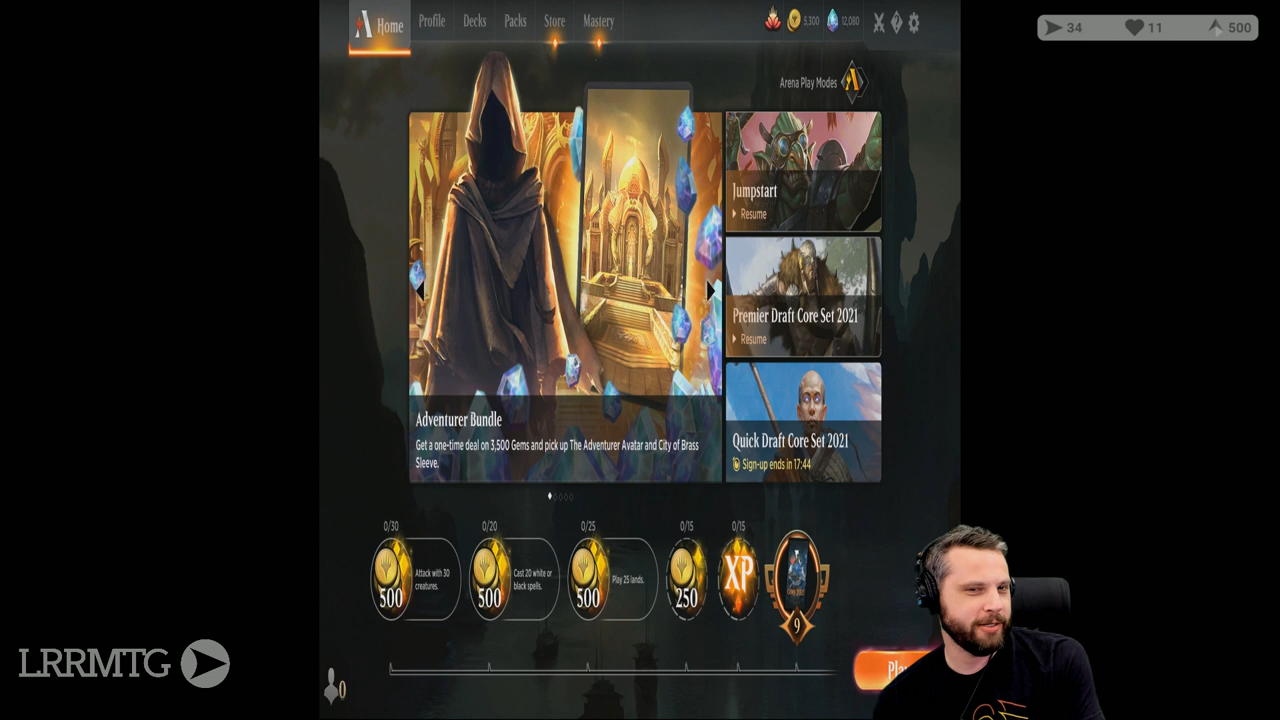 Home
Profile
Decks
Packs
Store
Mastery
5,300
12,080
34
11
500
Arena Play Modes
Jumpstart
Resume
Premier Draft Core Set 2021
Resume
Quick Draft Core Set 2021
Sign-up ends in 17:44
Adventurer Bundle
Get a one-time deal on 3,500 Gems and pick up The Adventurer Avatar and City of Brass
Sleeve.
0/30
0/20
0/25
0/15
0/15
500
Attack with 30
creatures.
500
Cast 20 white or
black spells.
500
Play 25 lands.
250
XP
9
LRRMTG
0